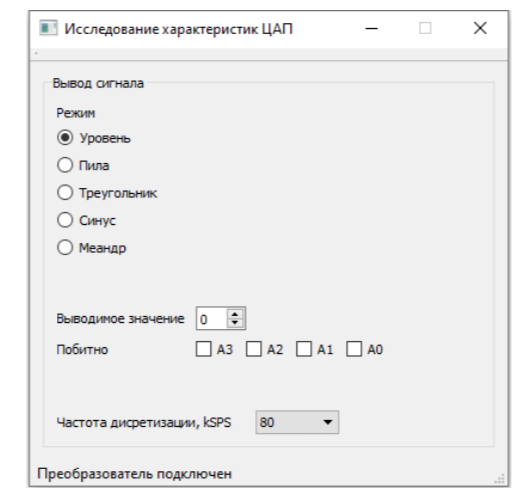 Исследование характеристик ЦАП
Вывод сигнала
Режим
Уровень
Пила
Треугольник
Синус
Меандр
Выводимое значение 0
Побитно A3 A2 A1 A0
Частота дисретизации, kSPS 80
Преобразователь подключен